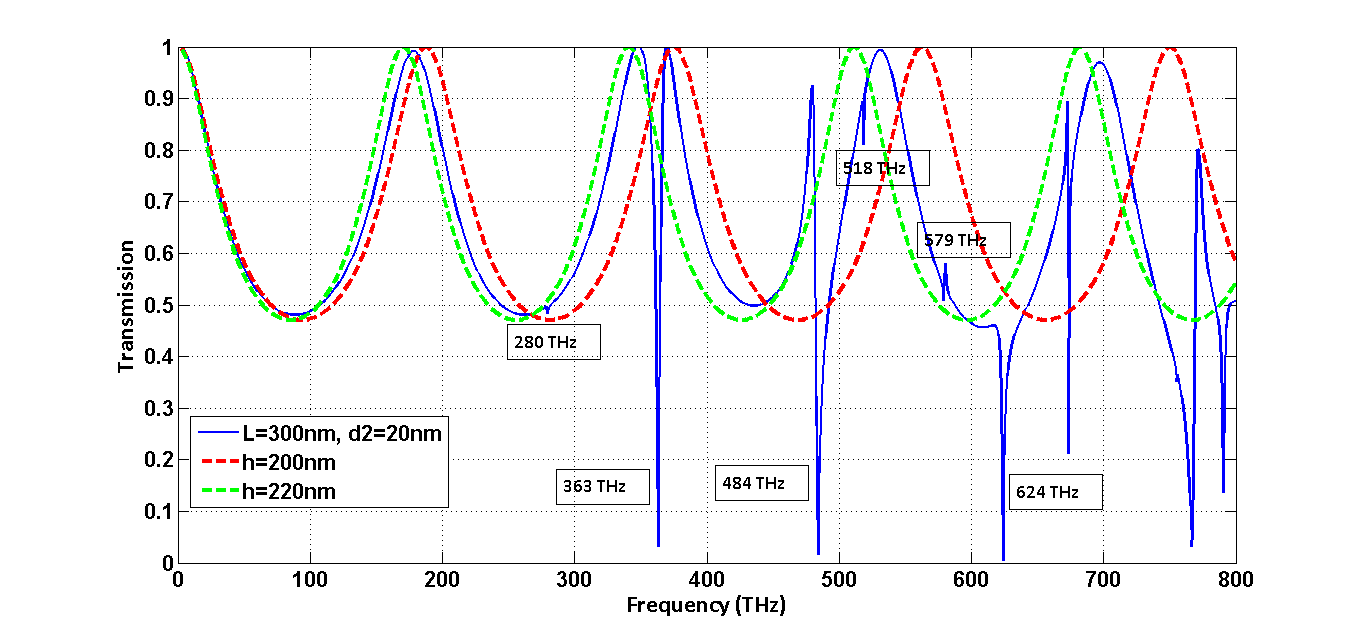 1
0.9
0.8
0.7
0.6
0.5
0.4
0.3
0.2
0.1
0
Transmission
518 THz
579 THz
280 THz
363 THz
484 THz
624 THz
L=300nm, d2=20nm
h=200nm
h=220nm
0 100 200 300 400 500 600 700 800
Frequency (THz)